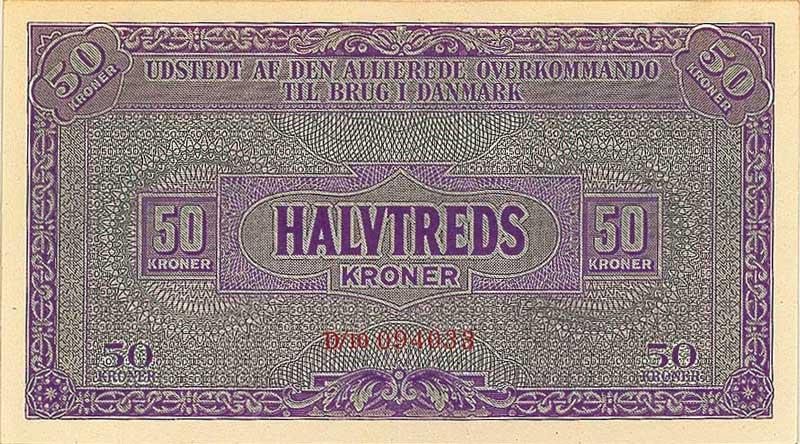 50
KRONER
50
KRONER
UDSTEDT AF DEN ALLIEREDE OVERKOMMANDO
TIL BRUG I DANMARK
50
KRONER
HALVTREDS
KRONER
50
KRONER
D/10 094033
50
KRONER
50
KRONER